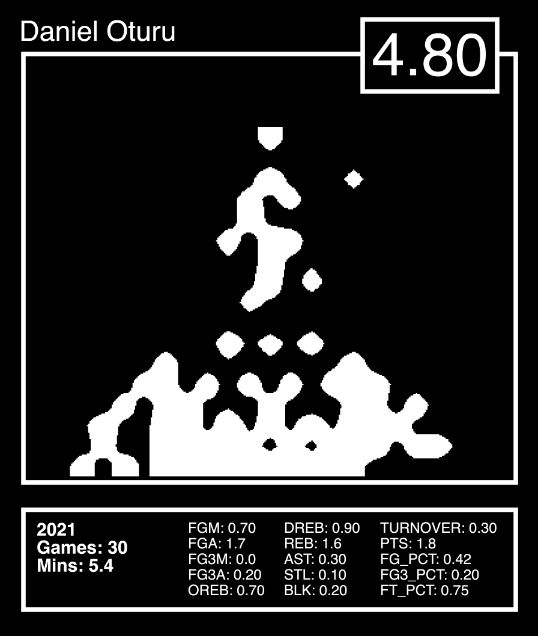 Daniel Oturu
4.80
2021
Games: 30
Mins: 5.4
FGM: 0.70
FGA: 1.7
FG3M: 0.0
FG3A: 0.20
OREB: 0.70
DREB: 0.90
REB: 1.6
AST: 0.30
STL: 0.10
BLK: 0.20
TURNOVER: 0.30
PTS: 1.8
FG_PCT: 0.42
FG3_PCT: 0.20
FT_PCT: 0.75